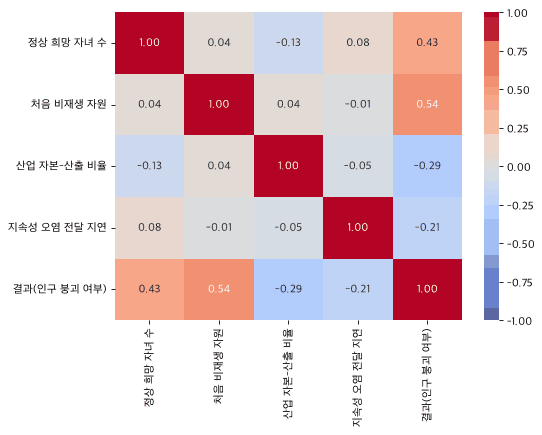 정상 희망 자녀 수 1.00 0.04 -0.13 0.08 0.43
처음 비재생 자원 0.04 1.00 0.04 -0.01 0.54
산업 자본-산출 비율 -0.13 0.04 1.00 -0.05 -0.29
지속성 오염 전달 지연 0.08 -0.01 -0.05 1.00 -0.21
결과(인구 붕괴 여부) 0.43 0.54 -0.29 -0.21 1.00
정상 희망 자녀 수
처음 비재생 자원
산업 자본-산출 비율
지속성 오염 전달 지연
결과(인구 붕괴 여부)
1.00
0.75
0.50
0.25
0.00
-0.25
-0.50
-0.75
-1.00